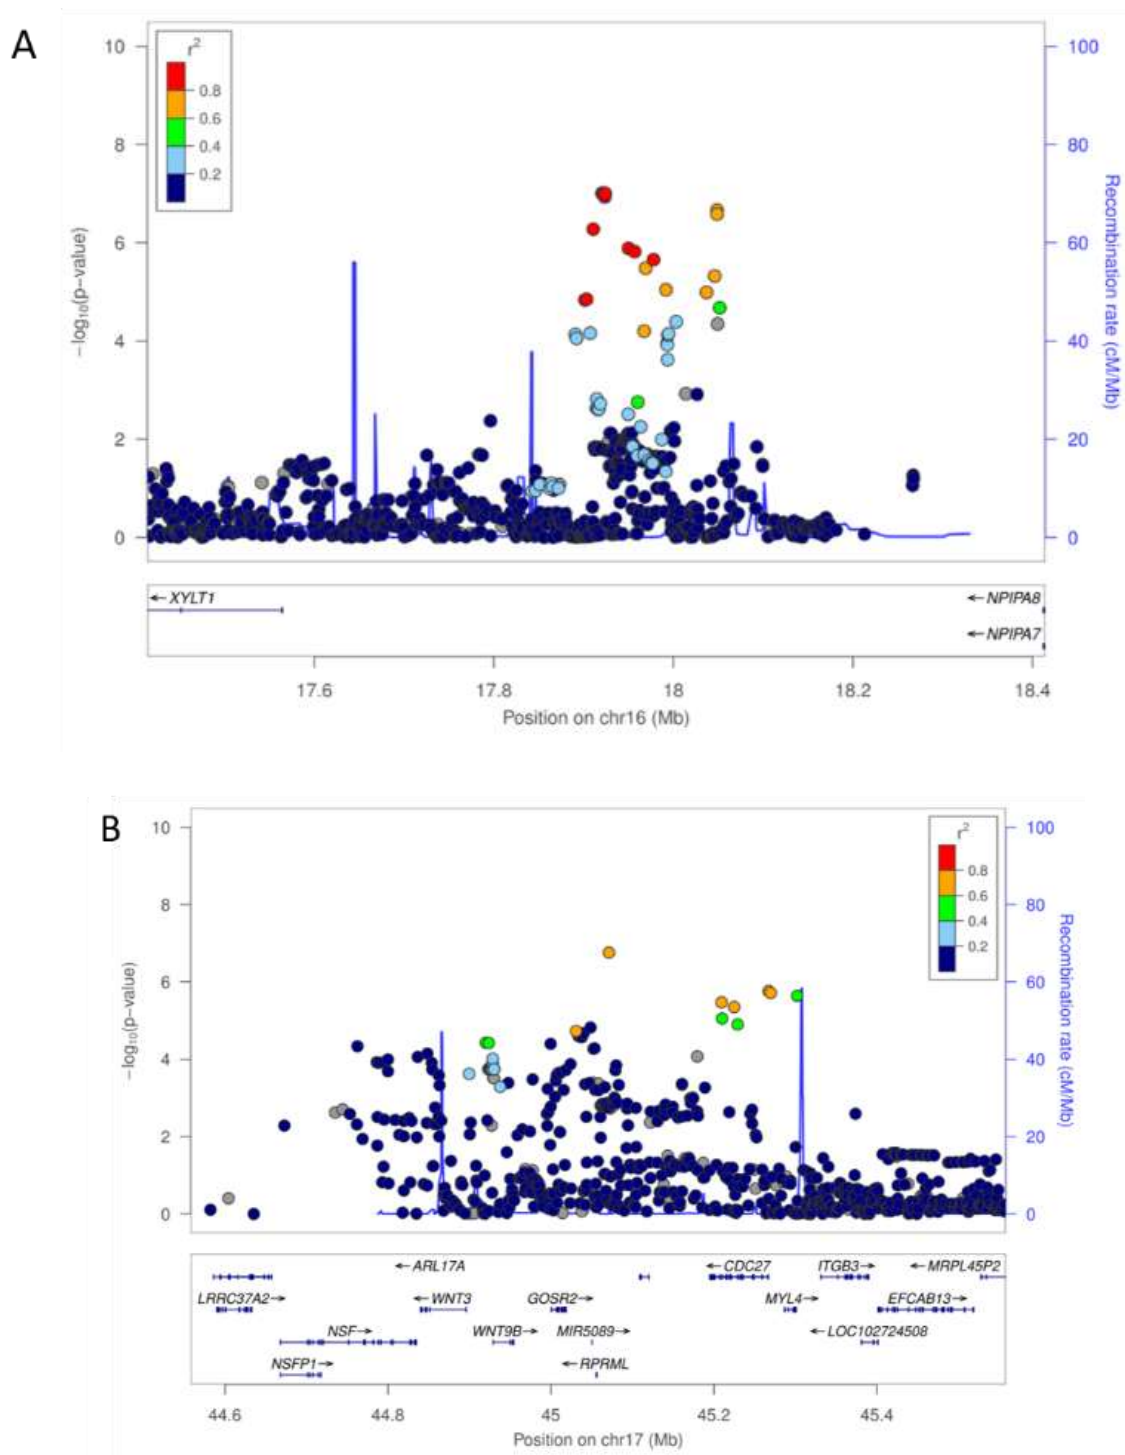 A
r²
0.8
0.6
0.4
0.2
10
8
6
4
2
0
−log₁₀(p−value)
100
80
60
40
20
0
Recombination rate (cM/Mb)
←XYLT1
←NPIPA8
←NPIPA7
17.6 17.8 18 18.2 18.4
Position on chr16 (Mb)
B
r²
0.8
0.6
0.4
0.2
10
8
6
4
2
0
−log₁₀(p−value)
100
80
60
40
20
0
Recombination rate (cM/Mb)
←ARL17A ←CDC27 ITGB3→ ←MRPL45P2
LRRC37A2→ ←WNT3 GOSR2→ MYL4→ EFCAB13→
NSF→ WNT9B→ MIR5089→ ←LOC102724508
NSFP1→ ←RPRML
44.6 44.8 45 45.2 45.4
Position on chr17 (Mb)